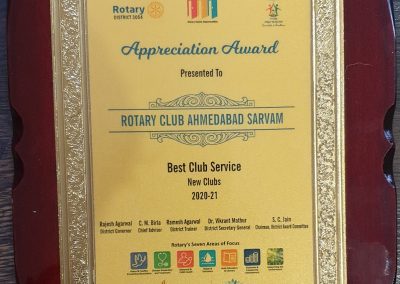 Rotary
DISTRICT 3054
Appreciation Award
Presented To
ROTARY CLUB AHMEDABAD SARVAM
Best Club Service
New Clubs
2020-21
Rajesh Agarwal C. M. Birla Ramesh Agarwal Dr. Vikrant Mathur S. C. Jain
District Governor Chief Advisor District Trainer District Secretary General Chairman, District Award Committee
Rotary's Seven Areas of Focus